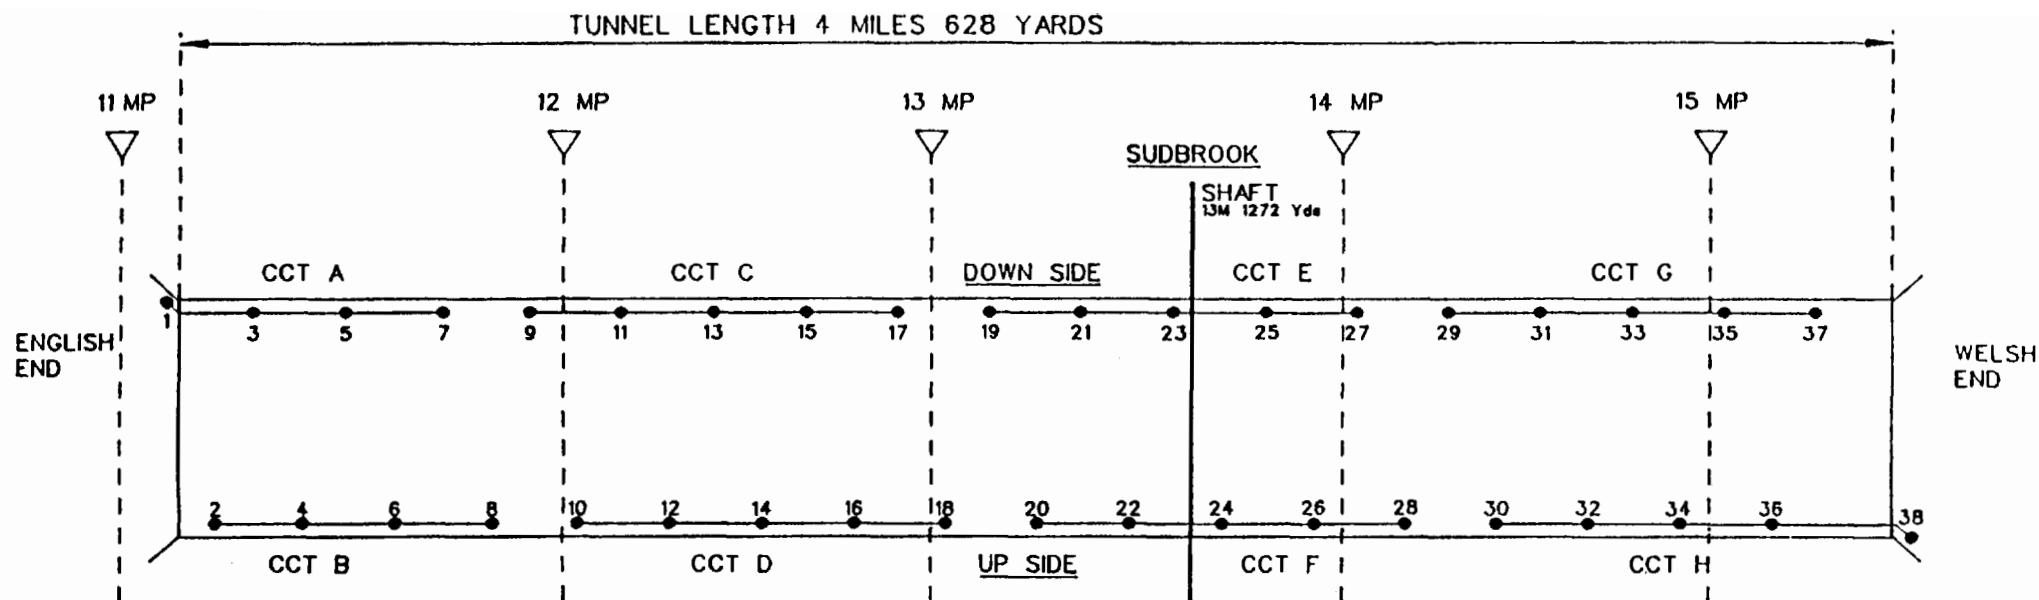 TUNNEL LENGTH 4 MILES 628 YARDS
11 MP
12 MP
13 MP
14 MP
15 MP
SUDBROOK
SHAFT
13M 1272 Yds
CCT A
CCT C
DOWN SIDE
CCT E
CCT G
1
3
5
7
9
11
13
15
17
19
21
23
25
27
29
31
33
35
37
ENGLISH
END
WELSH
END
2
4
6
8
10
12
14
16
18
20
22
24
26
28
30
32
34
36
38
CCT B
CCT D
UP SIDE
CCT F
CCT H